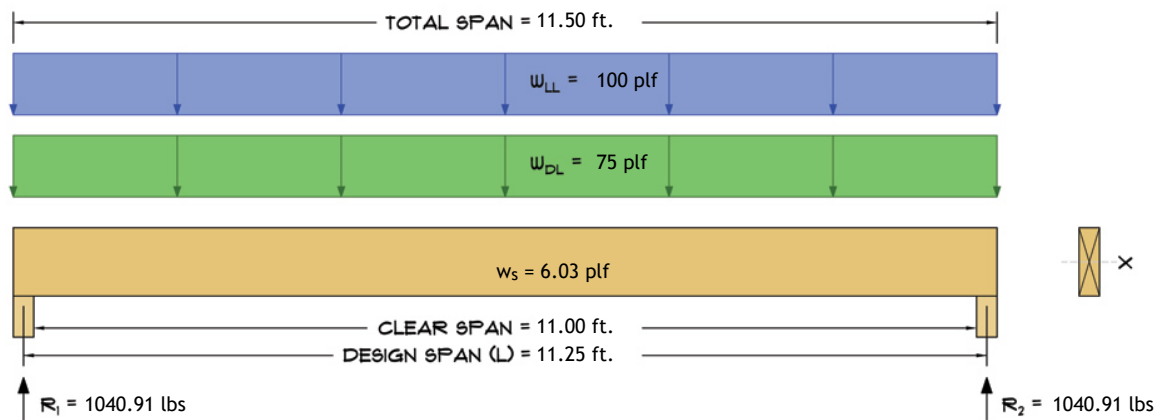 TOTAL SPAN = 11.50 ft.
WLL = 100 plf
WDL = 75 plf
ws = 6.03 plf
X
CLEAR SPAN = 11.00 ft.
DESIGN SPAN (L) = 11.25 ft.
R1 = 1040.91 lbs
R2 = 1040.91 lbs